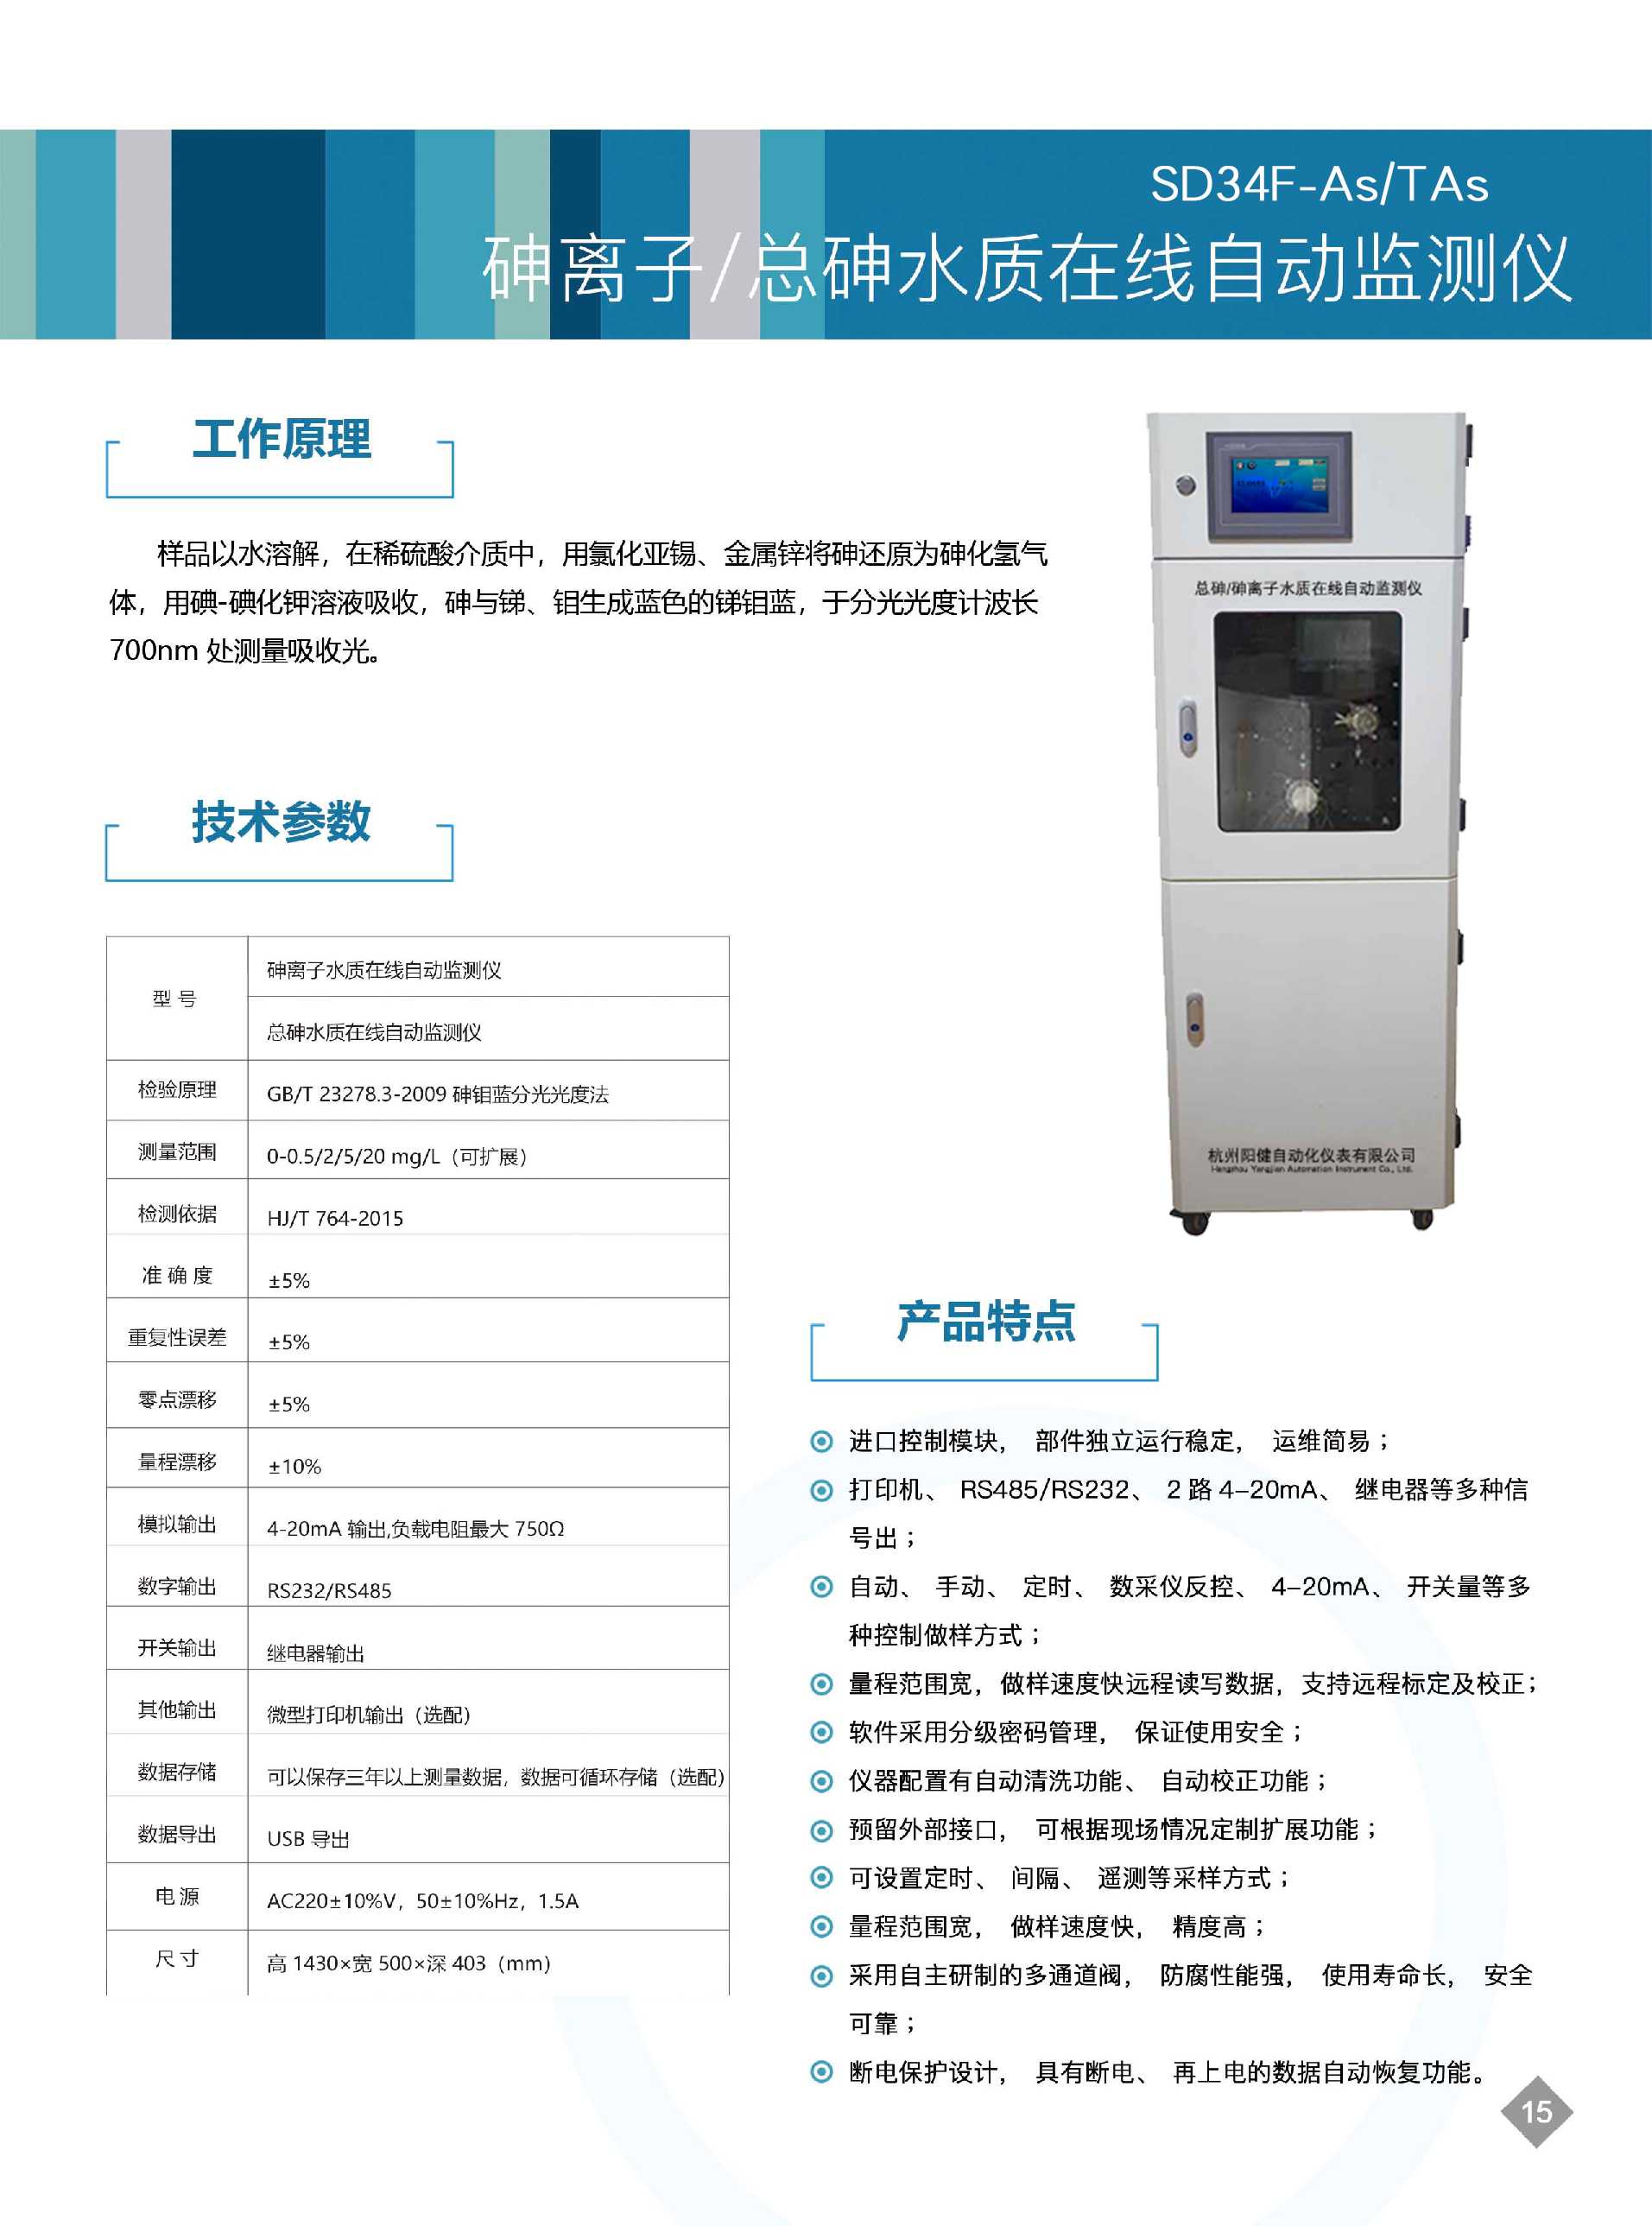 SD34F-As/TAs
砷离子/总砷水质在线自动监测仪
工作原理
样品以水溶解，在稀硫酸介质中，用氯化亚锡、金属锌将砷还原为砷化氢气
体，用碘-碘化钾溶液吸收，砷与锑、钼生成蓝色的锑钼蓝，于分光光度计波长
700nm 处测量吸收光。
总砷/砷离子水质在线自动监测仪
杭州阳健自动化仪表有限公司
Hangzhou Yangjian Automation Instrument Co., Ltd.
技术参数
型 号
砷离子水质在线自动监测仪
总砷水质在线自动监测仪
检验原理 GB/T 23278.3-2009 砷钼蓝分光光度法
测量范围 0-0.5/2/5/20 mg/L（可扩展）
检测依据 HJ/T 764-2015
准 确 度 ±5%
重复性误差 ±5%
零点漂移 ±5%
量程漂移 ±10%
模拟输出 4-20mA 输出,负载电阻最大 750Ω
数字输出 RS232/RS485
开关输出 继电器输出
其他输出 微型打印机输出（选配）
数据存储 可以保存三年以上测量数据，数据可循环存储（选配）
数据导出 USB 导出
电 源 AC220±10%V，50±10%Hz，1.5A
尺 寸 高 1430×宽 500×深 403（mm）
产品特点
进口控制模块， 部件独立运行稳定， 运维简易；
打印机、 RS485/RS232、 2 路 4-20mA、 继电器等多种信
号出；
自动、 手动、 定时、 数采仪反控、 4-20mA、 开关量等多
种控制做样方式；
量程范围宽，做样速度快远程读写数据，支持远程标定及校正；
软件采用分级密码管理， 保证使用安全；
仪器配置有自动清洗功能、 自动校正功能；
预留外部接口， 可根据现场情况定制扩展功能；
可设置定时、 间隔、 遥测等采样方式；
量程范围宽， 做样速度快， 精度高；
采用自主研制的多通道阀， 防腐性能强， 使用寿命长， 安全
可靠；
断电保护设计， 具有断电、 再上电的数据自动恢复功能。
15